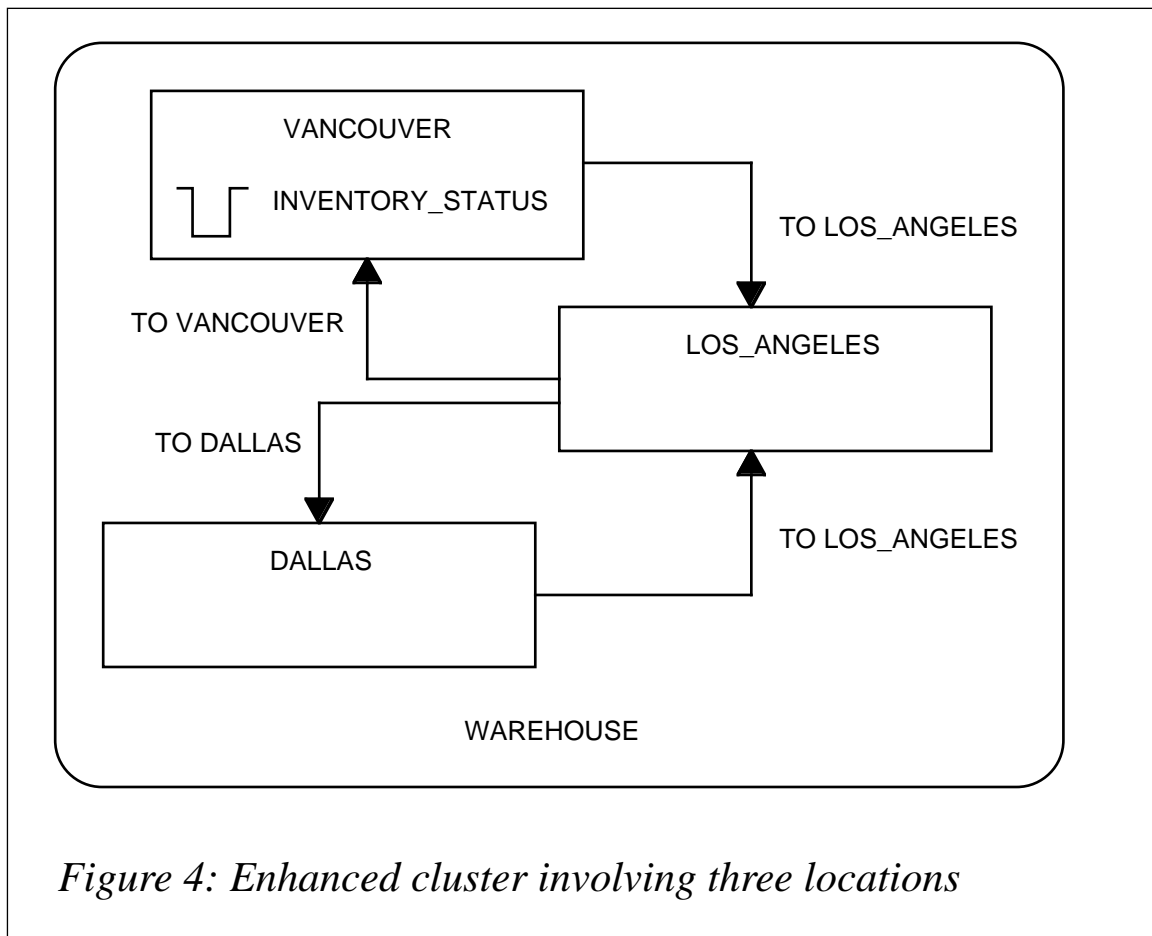 VANCOUVER
INVENTORY_STATUS
TO LOS_ANGELES
TO VANCOUVER
LOS_ANGELES
TO DALLAS
TO LOS_ANGELES
DALLAS
WAREHOUSE
Figure 4: Enhanced cluster involving three locations